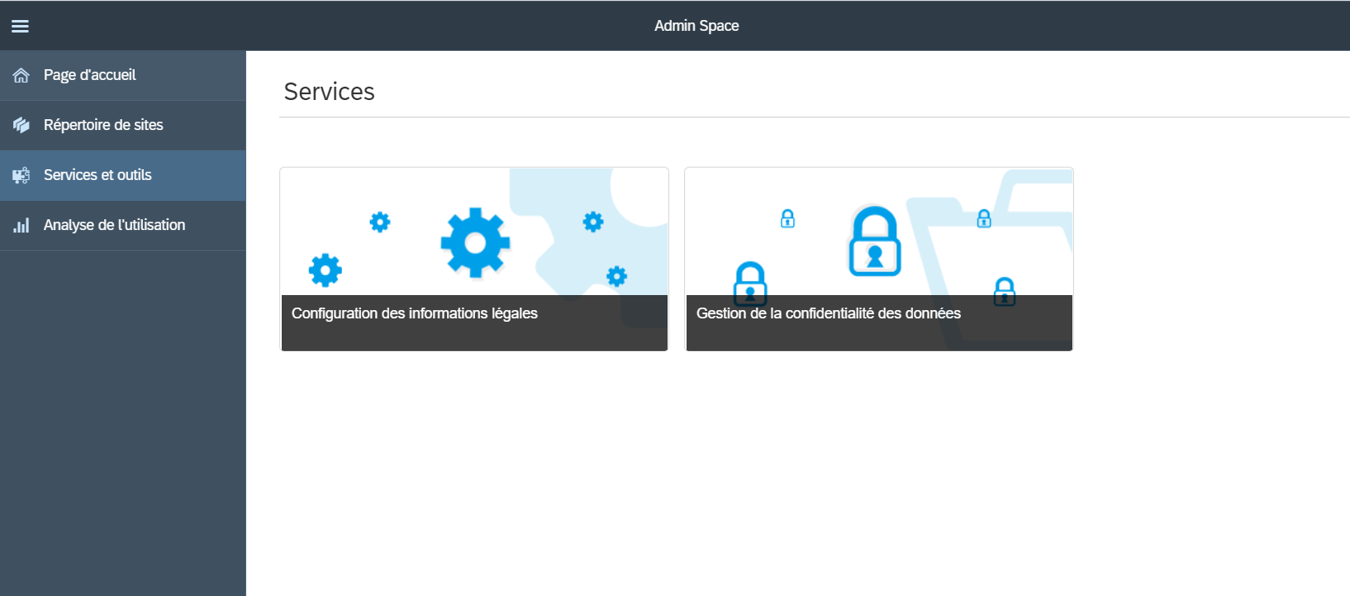 Admin Space
Page d'accueil
Répertoire de sites
Services et outils
Analyse de l'utilisation
Services
Configuration des informations légales
Gestion de la confidentialité des données